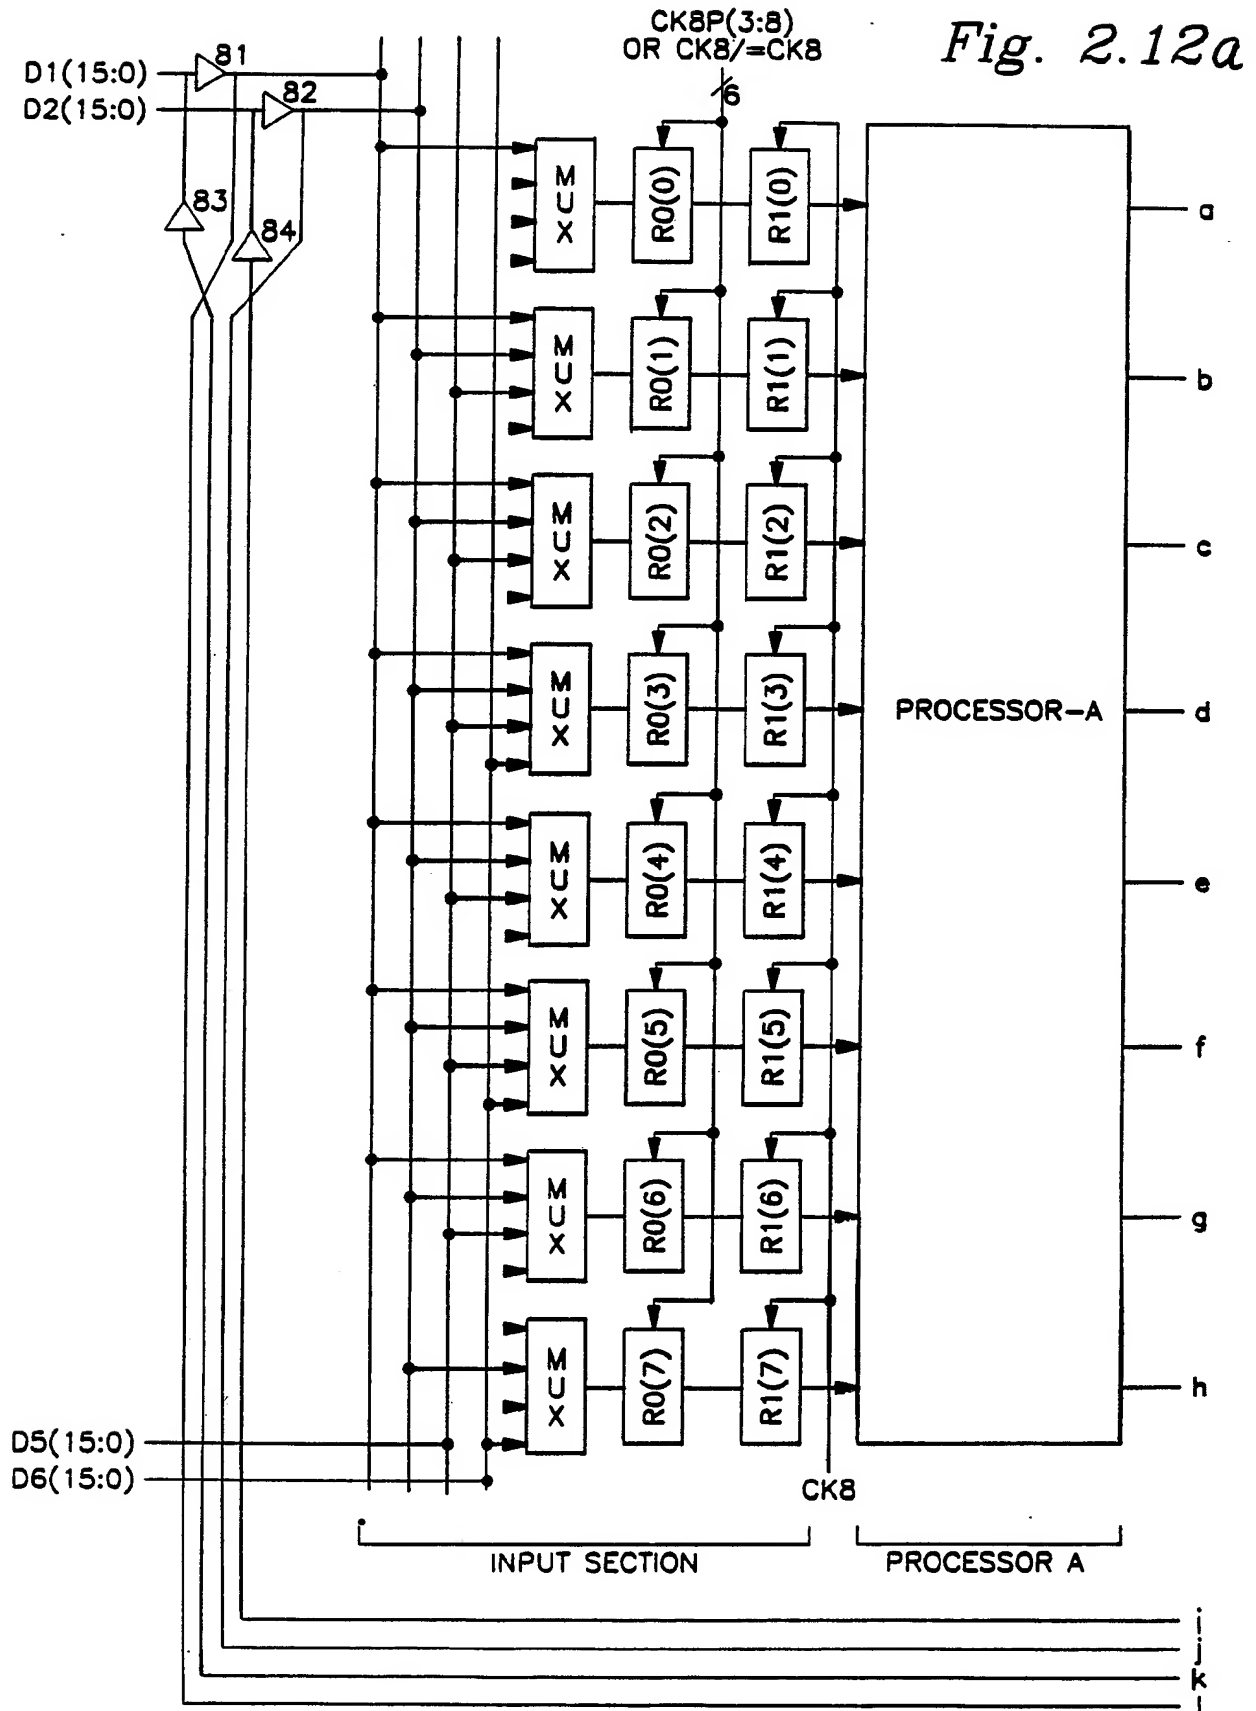 CK8P(3:8)
OR CK8/=CK8
Fig. 2.12a
6
D1(15:0)
81
D2(15:0)
82
83
84
MUX
R0(0)
R1(0)
a
MUX
R0(1)
R1(1)
b
MUX
R0(2)
R1(2)
c
MUX
R0(3)
R1(3)
PROCESSOR-A
d
MUX
R0(4)
R1(4)
e
MUX
R0(5)
R1(5)
f
MUX
R0(6)
R1(6)
g
MUX
R0(7)
R1(7)
h
D5(15:0)
D6(15:0)
CK8
INPUT SECTION
PROCESSOR A
i
j
k
l